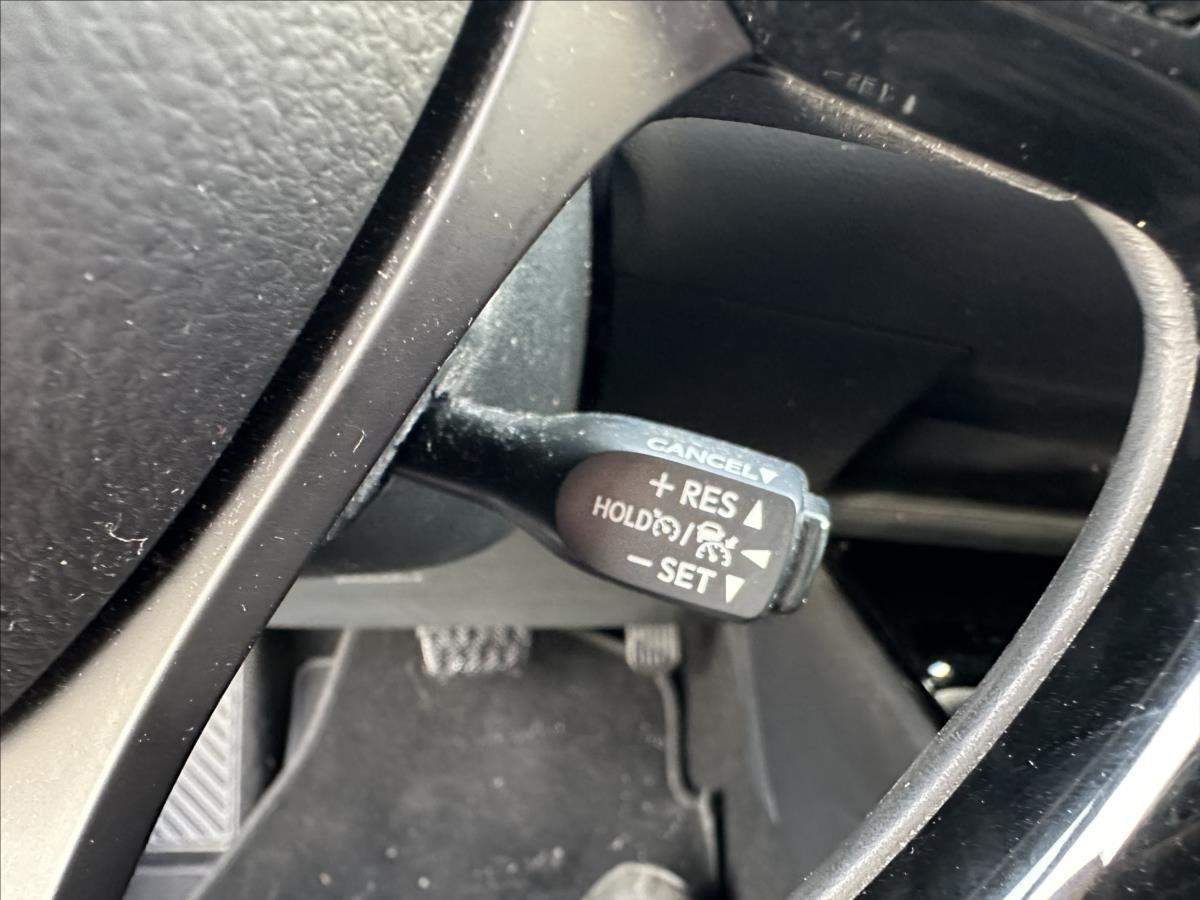 CANCEL▼
+ RES ▲
HOLD / ◀
− SET ▼